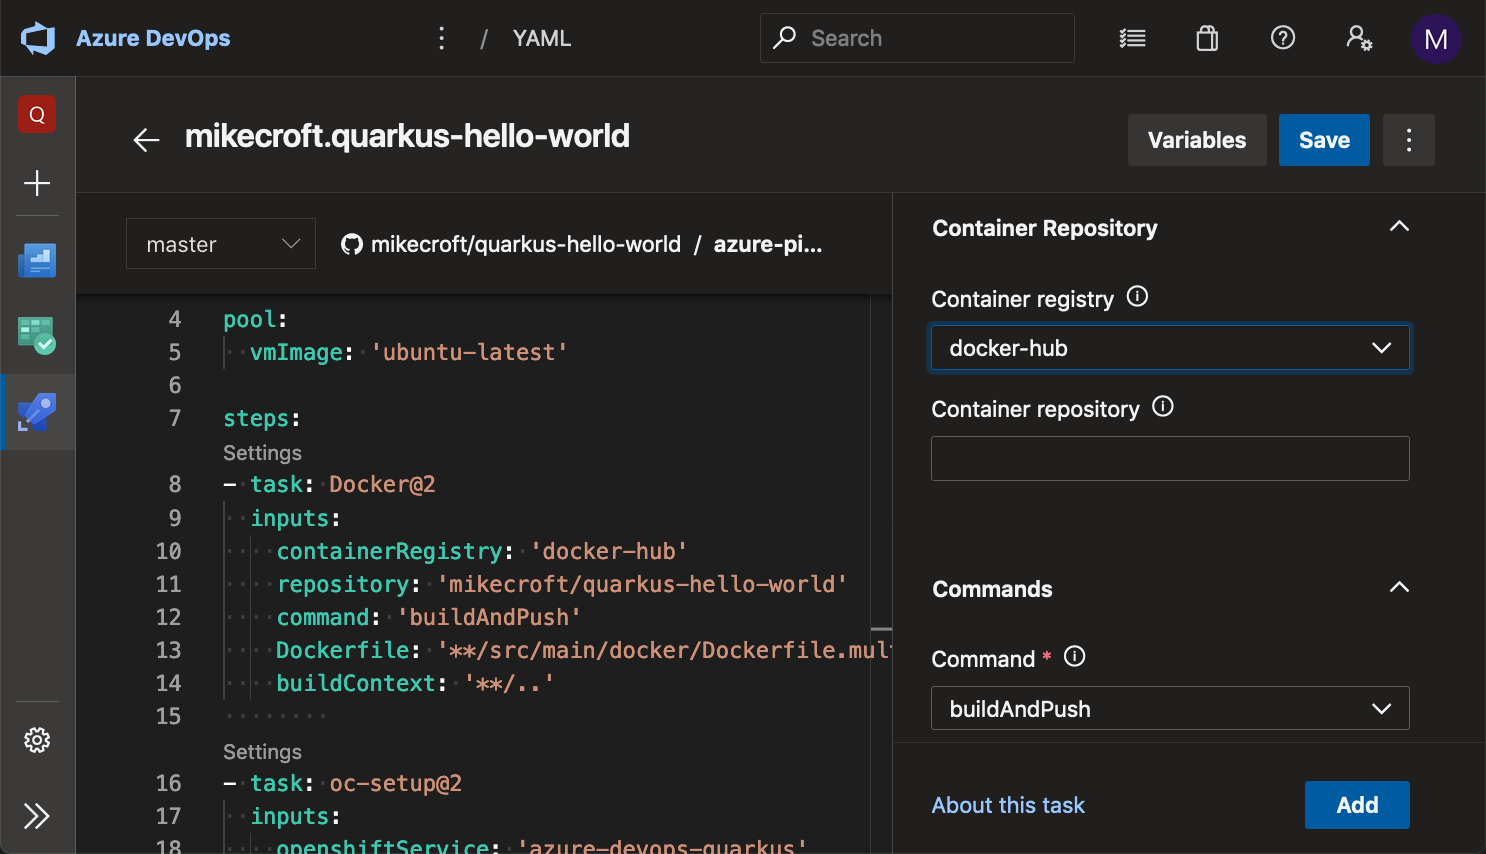 Azure DevOps
/ YAML
Search
M
Q
mikecroft.quarkus-hello-world
Variables
Save
master
mikecroft/quarkus-hello-world / azure-pi...
4 pool:
5 vmImage: 'ubuntu-latest'
6
7 steps:
Settings
8 - task: Docker@2
9 inputs:
10 containerRegistry: 'docker-hub'
11 repository: 'mikecroft/quarkus-hello-world'
12 command: 'buildAndPush'
13 Dockerfile: '**/src/main/docker/Dockerfile.mul
14 buildContext: '**/..'
15
Settings
16 - task: oc-setup@2
17 inputs:
18 openshiftService: 'azure-devops-quarkus'
Container Repository
Container registry
docker-hub
Container repository
Commands
Command *
buildAndPush
About this task
Add